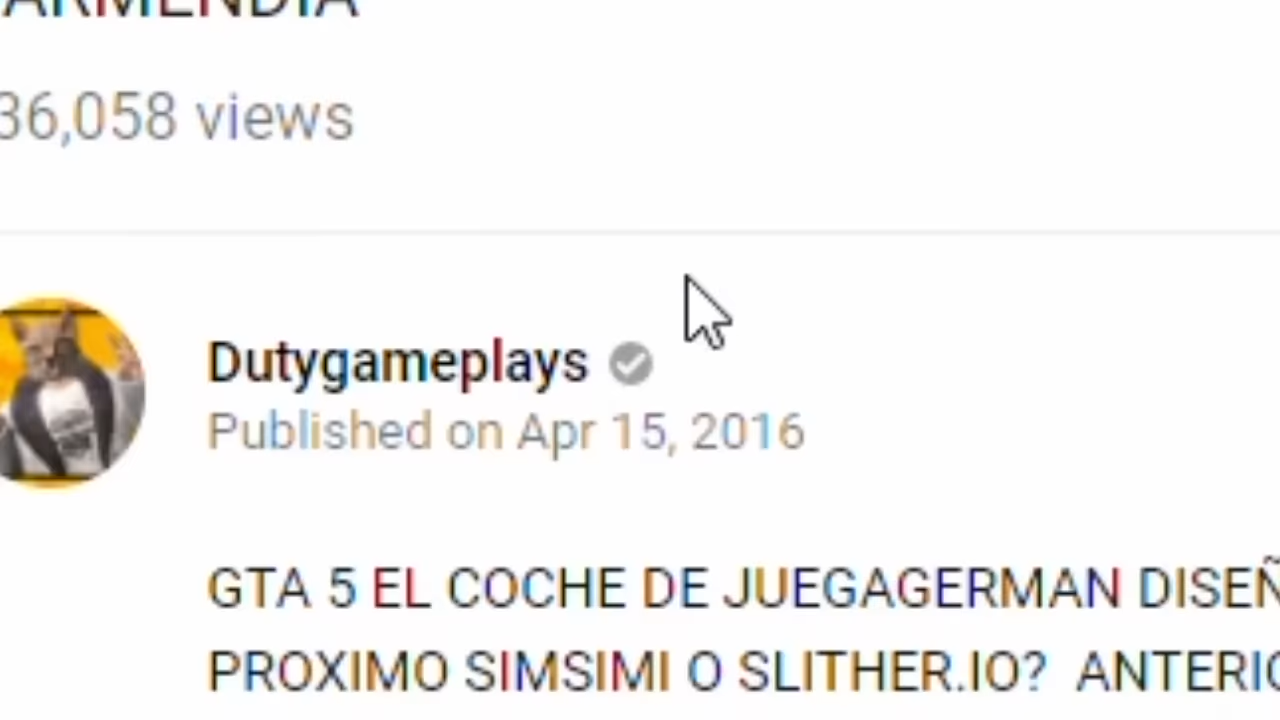 ARMENDIA
36,058 views
Dutygameplays
Published on Apr 15, 2016
GTA 5 EL COCHE DE JUEGAGERMAN DISEÑ
PROXIMO SIMSIMI O SLITHER.IO? ANTERIO